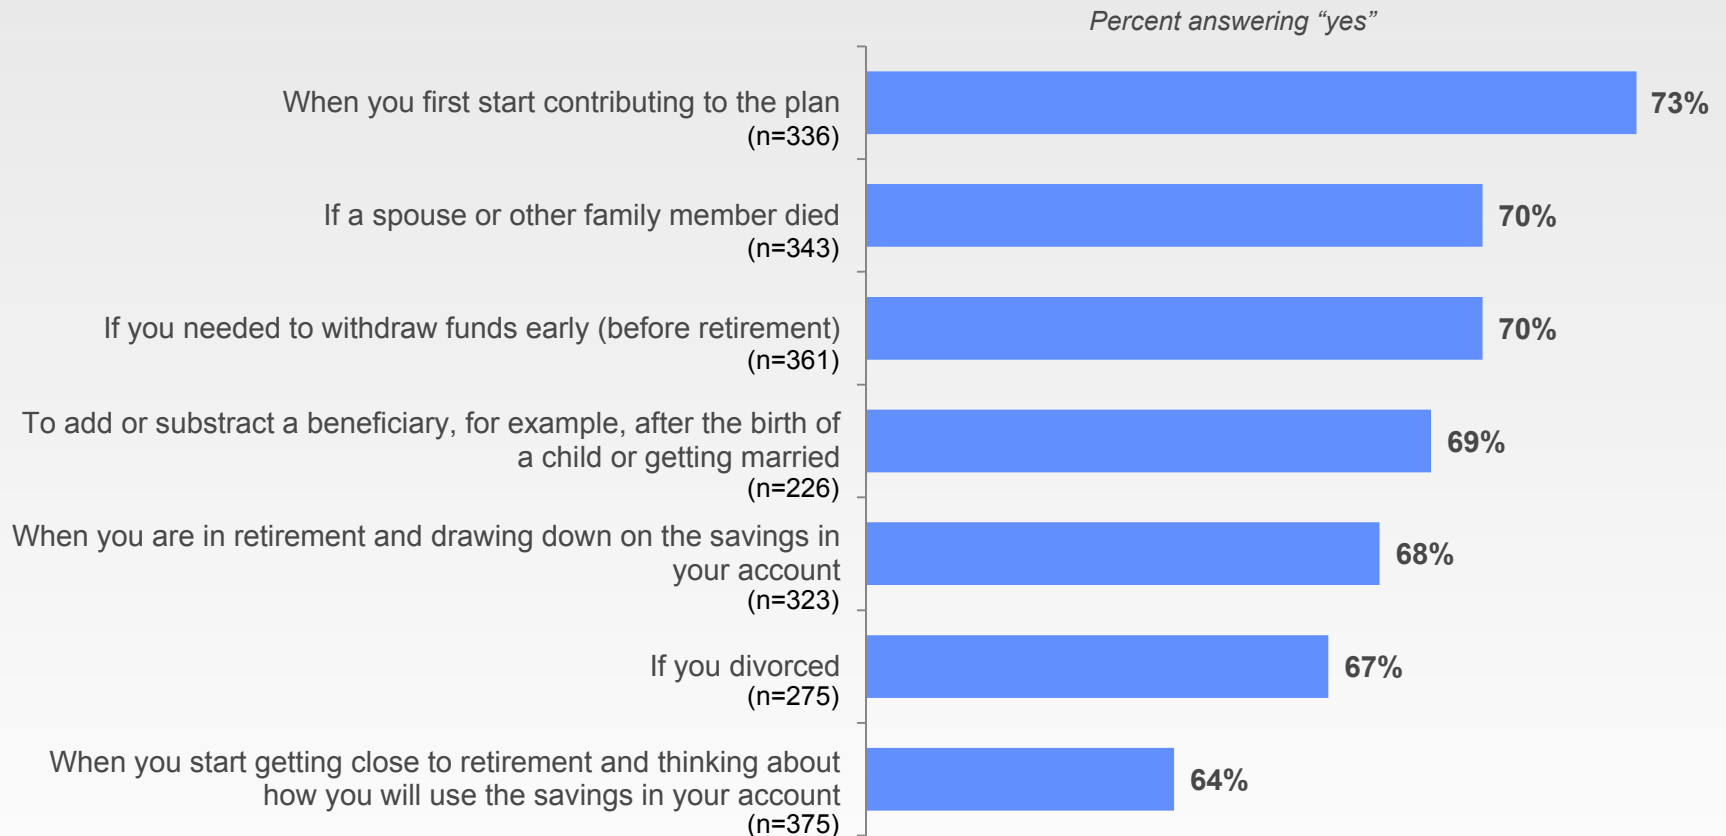 Percent answering “yes”
When you first start contributing to the plan
(n=336)
73%
If a spouse or other family member died
(n=343)
70%
If you needed to withdraw funds early (before retirement)
(n=361)
70%
To add or substract a beneficiary, for example, after the birth of
a child or getting married
(n=226)
69%
When you are in retirement and drawing down on the savings in
your account
(n=323)
68%
If you divorced
(n=275)
67%
When you start getting close to retirement and thinking about
how you will use the savings in your account
(n=375)
64%